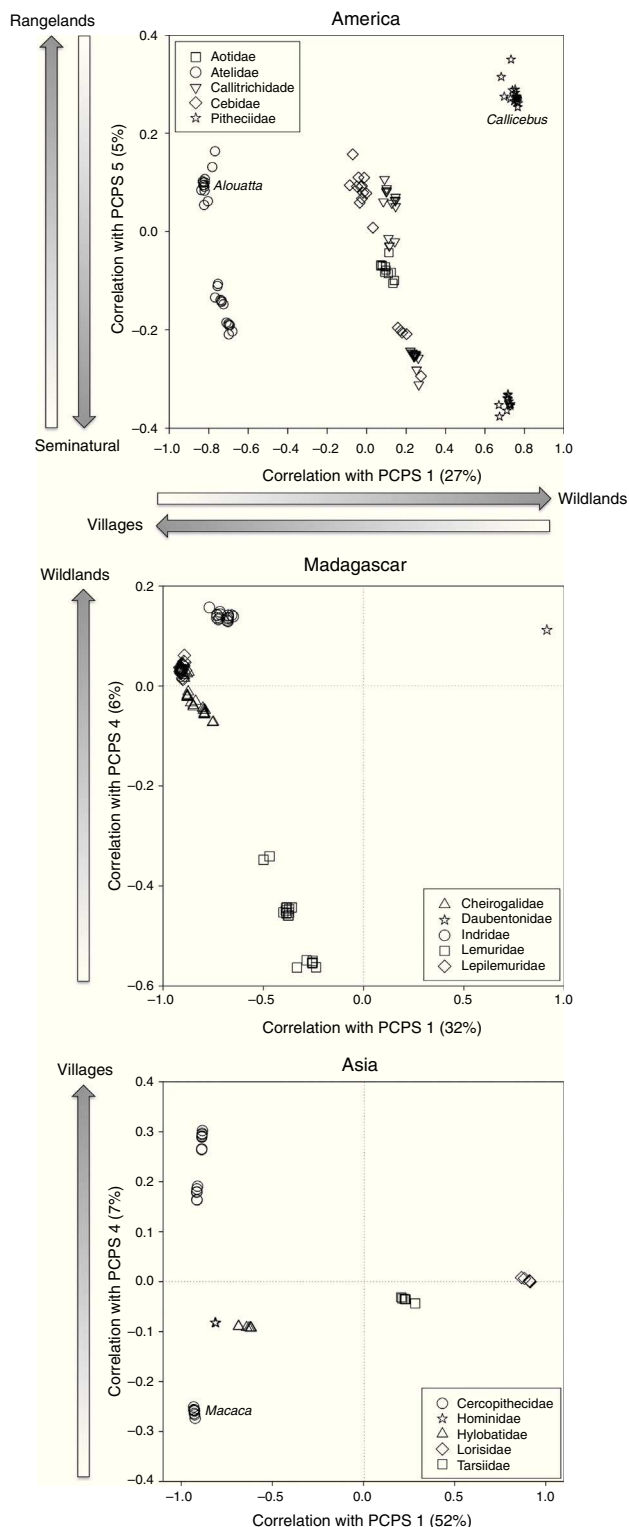 Rangelands
America
0.4
Aotidae
Atelidae
Callitrichidade
Cebidae
Pitheciidae
Callicebus
0.2
Alouatta
0.0
−0.2
−0.4
Correlation with PCPS 5 (5%)
Seminatural
−1.0 −0.8 −0.6 −0.4 −0.2 0.0 0.2 0.4 0.6 0.8 1.0
Correlation with PCPS 1 (27%)
Wildlands
Villages
Madagascar
Wildlands
0.2
0.0
−0.2
−0.4
−0.6
Correlation with PCPS 4 (6%)
Cheirogalidae
Daubentonidae
Indridae
Lemuridae
Lepilemuridae
−1.0 −0.5 0.0 0.5 1.0
Correlation with PCPS 1 (32%)
Asia
Villages
0.4
0.3
0.2
0.1
0.0
−0.1
−0.2
−0.3
−0.4
Correlation with PCPS 4 (7%)
Macaca
Cercopithecidae
Hominidae
Hylobatidae
Lorisidae
Tarsiidae
−1.0 −0.5 0.0 0.5 1.0
Correlation with PCPS 1 (52%)